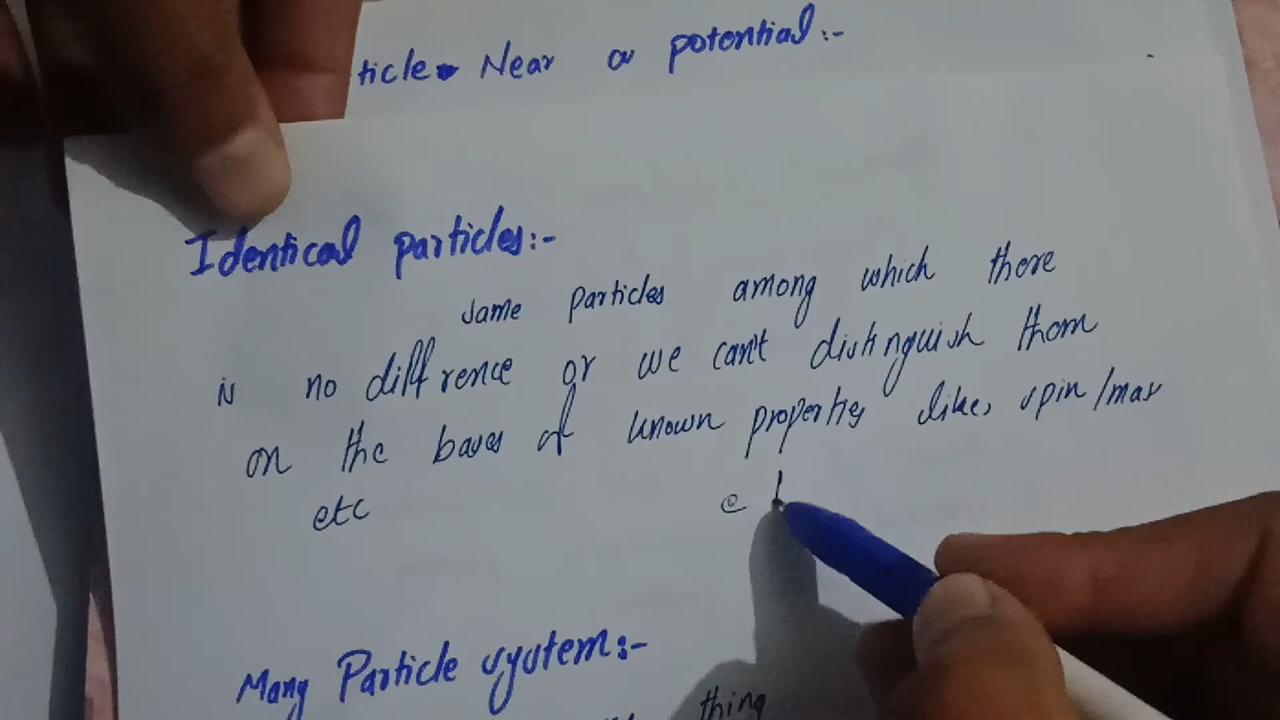 ticle Near a potential:-
Identical particles:-
same particles among which there
is no diffrence or we can't distinguish them
on the bases of known properties like, spin/mass
etc e
Many Particle system:-
thing